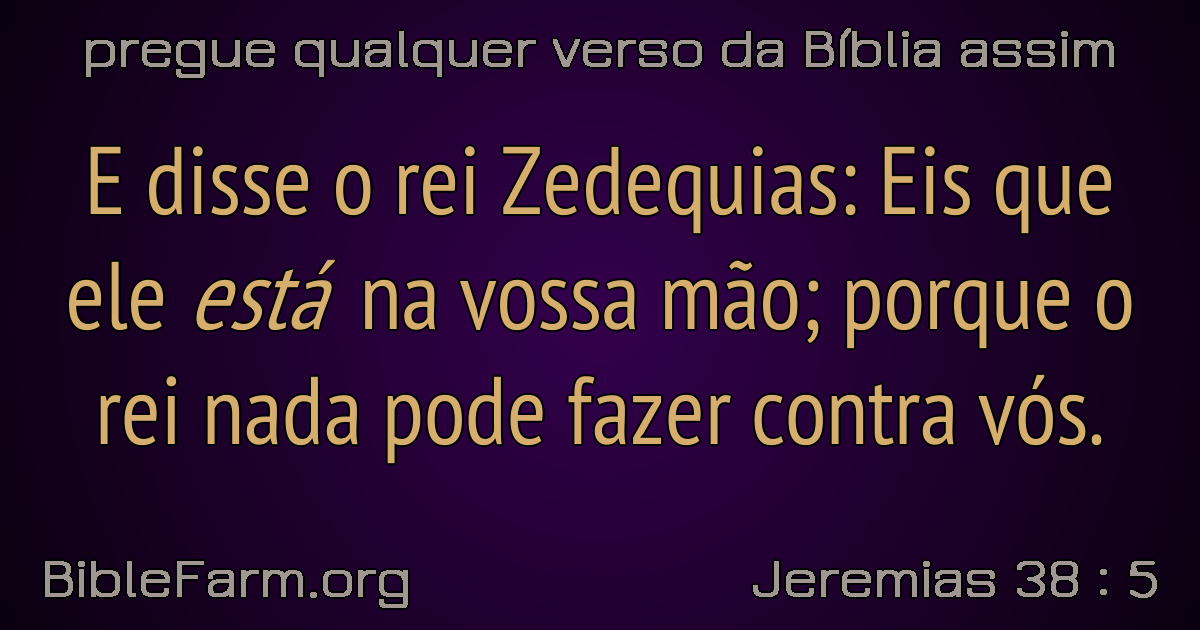 pregue qualquer verso da Bíblia assim
E disse o rei Zedequias: Eis que
ele está na vossa mão; porque o
rei nada pode fazer contra vós.
BibleFarm.org
Jeremias 38 : 5